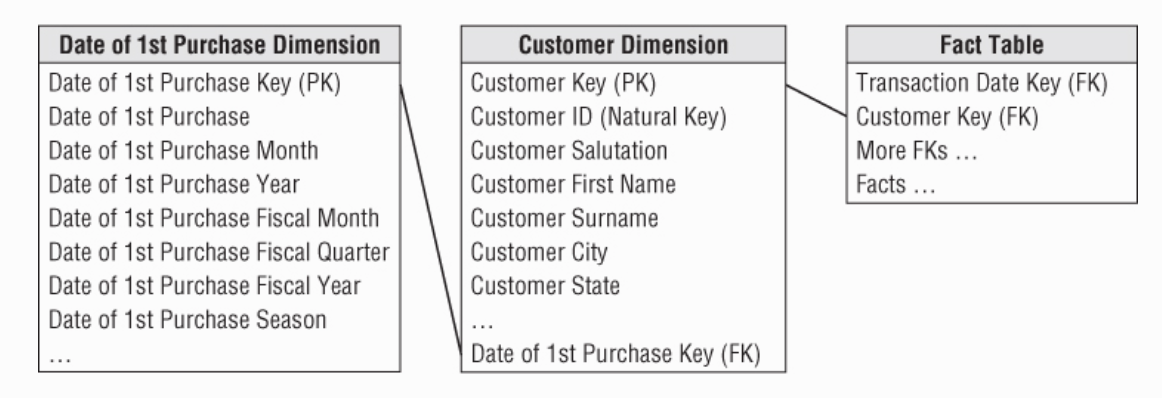 Date of 1st Purchase Dimension
Date of 1st Purchase Key (PK)
Date of 1st Purchase
Date of 1st Purchase Month
Date of 1st Purchase Year
Date of 1st Purchase Fiscal Month
Date of 1st Purchase Fiscal Quarter
Date of 1st Purchase Fiscal Year
Date of 1st Purchase Season
...
Customer Dimension
Customer Key (PK)
Customer ID (Natural Key)
Customer Salutation
Customer First Name
Customer Surname
Customer City
Customer State
...
Date of 1st Purchase Key (FK)
Fact Table
Transaction Date Key (FK)
Customer Key (FK)
More FKs ...
Facts ...